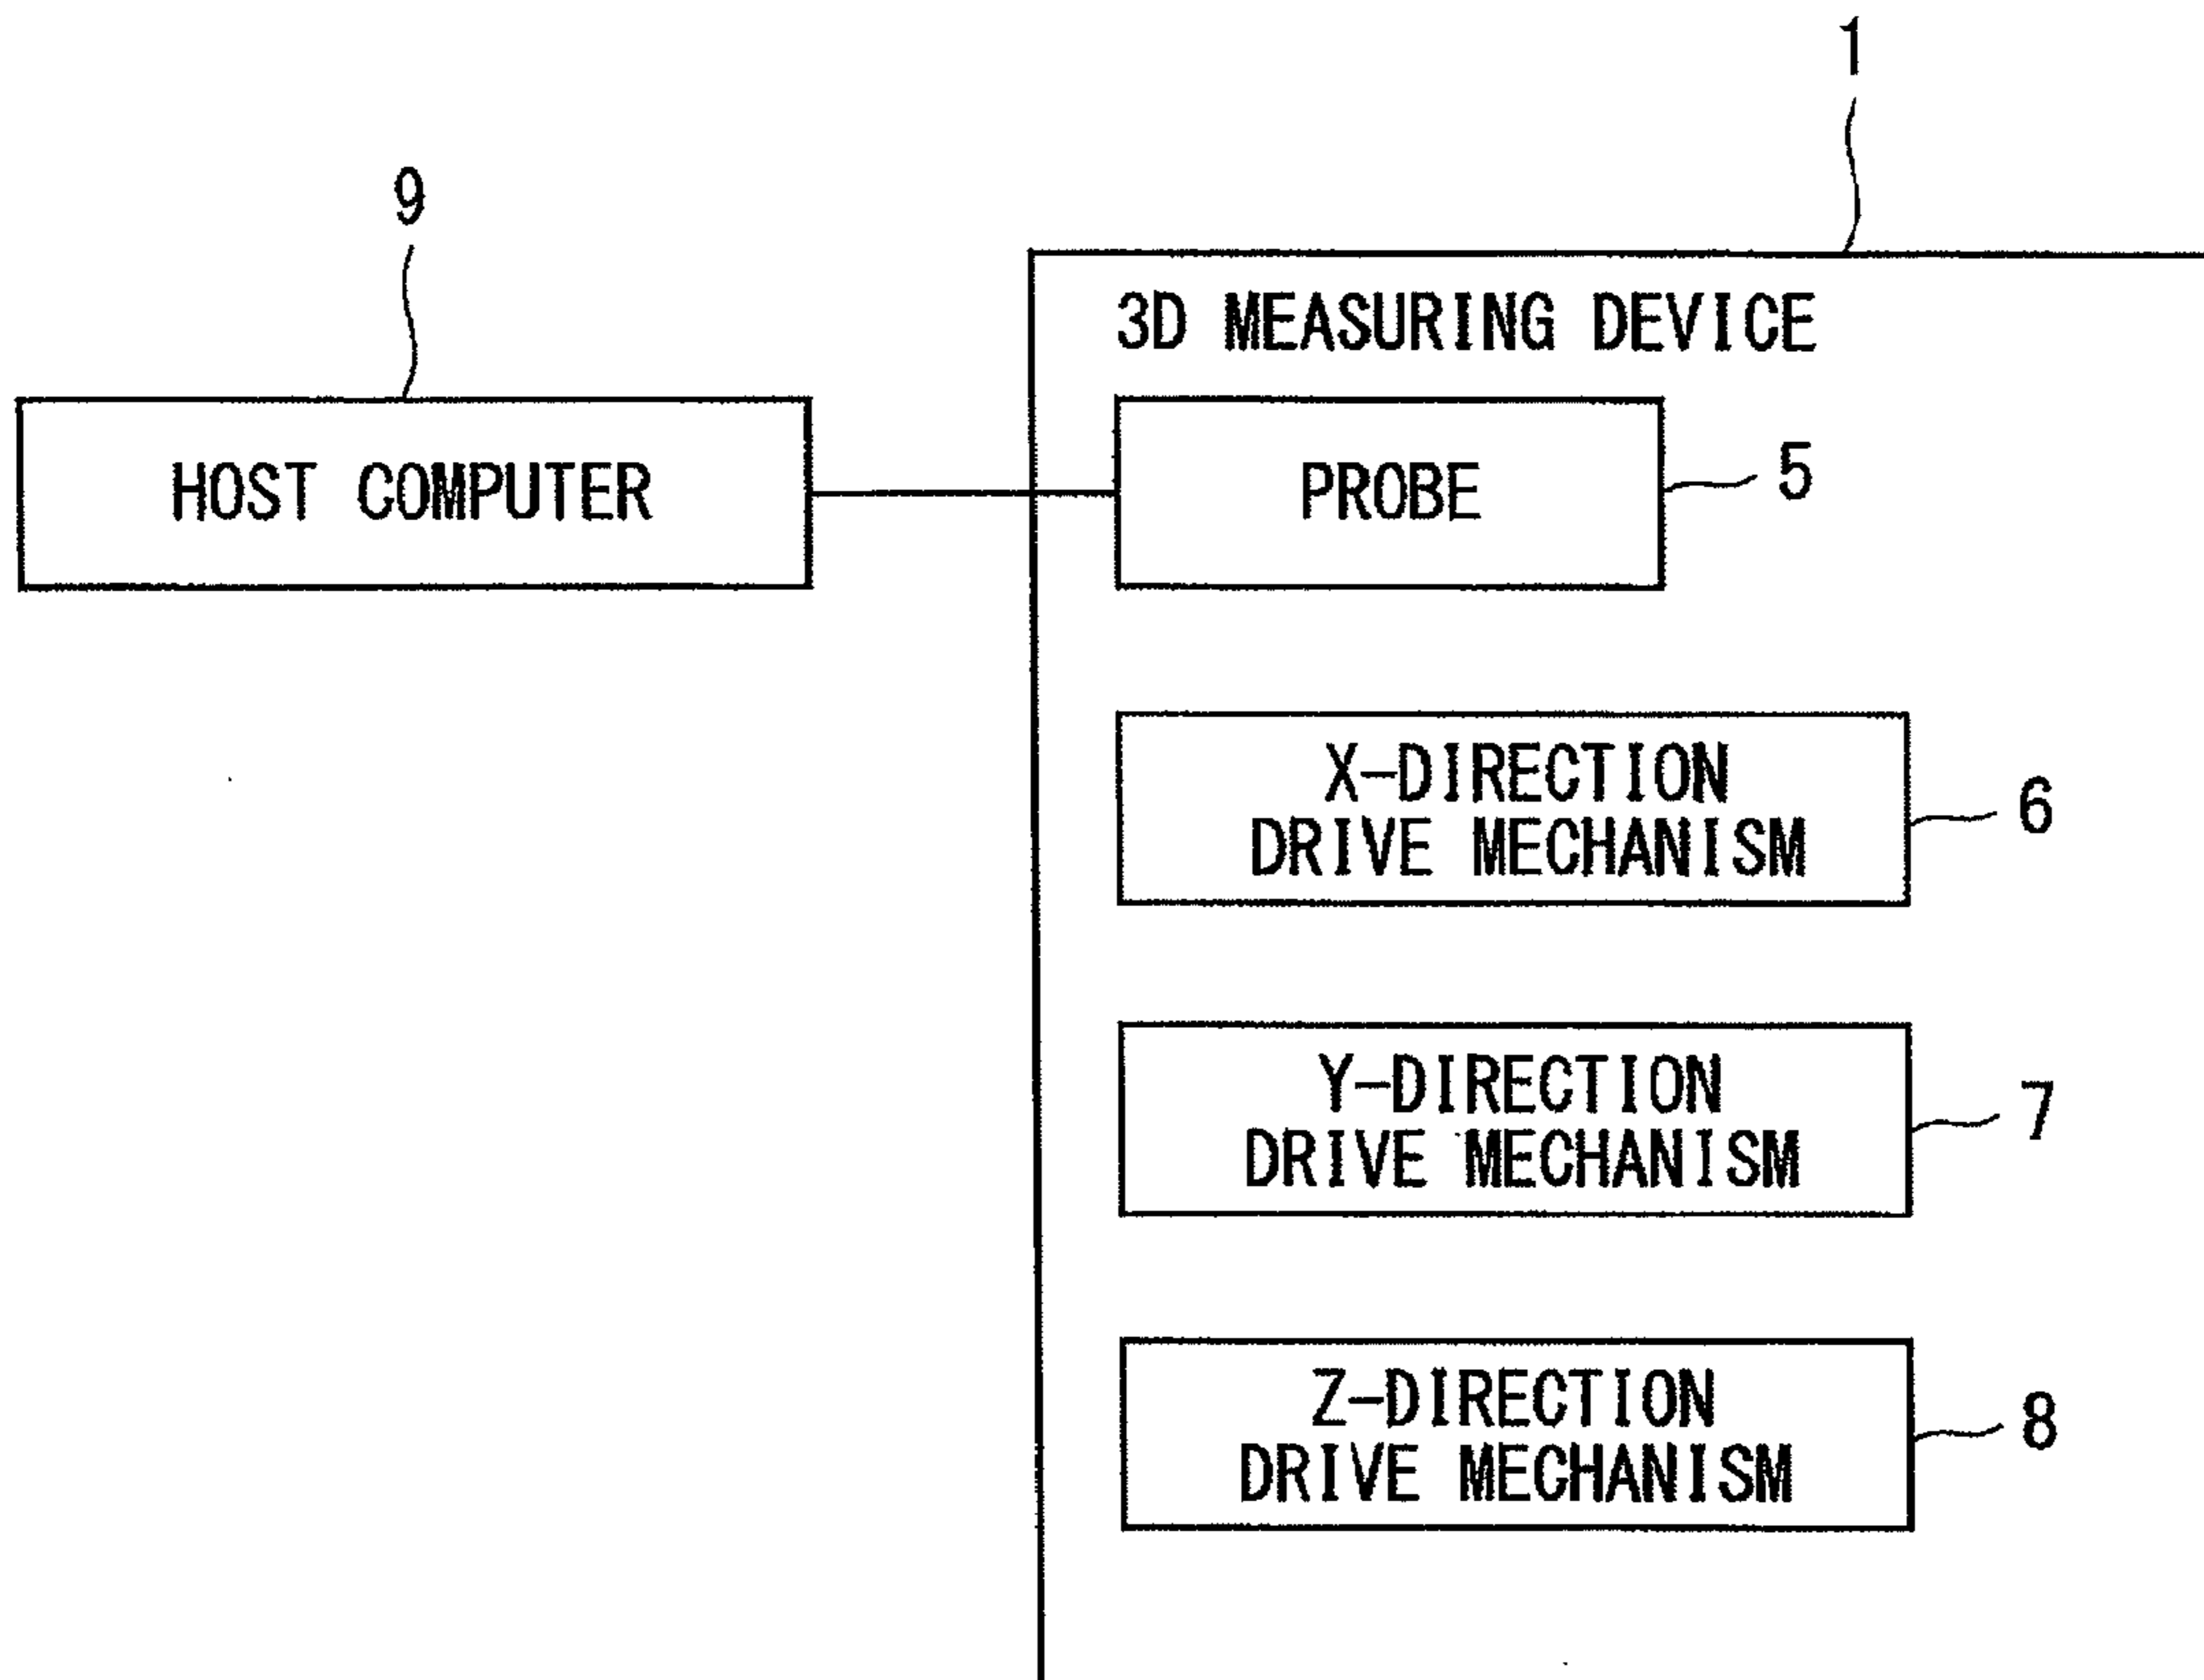 1
9
3D MEASURING DEVICE
HOST COMPUTER
PROBE
5
X-DIRECTION
DRIVE MECHANISM
6
Y-DIRECTION
DRIVE MECHANISM
7
Z-DIRECTION
DRIVE MECHANISM
8